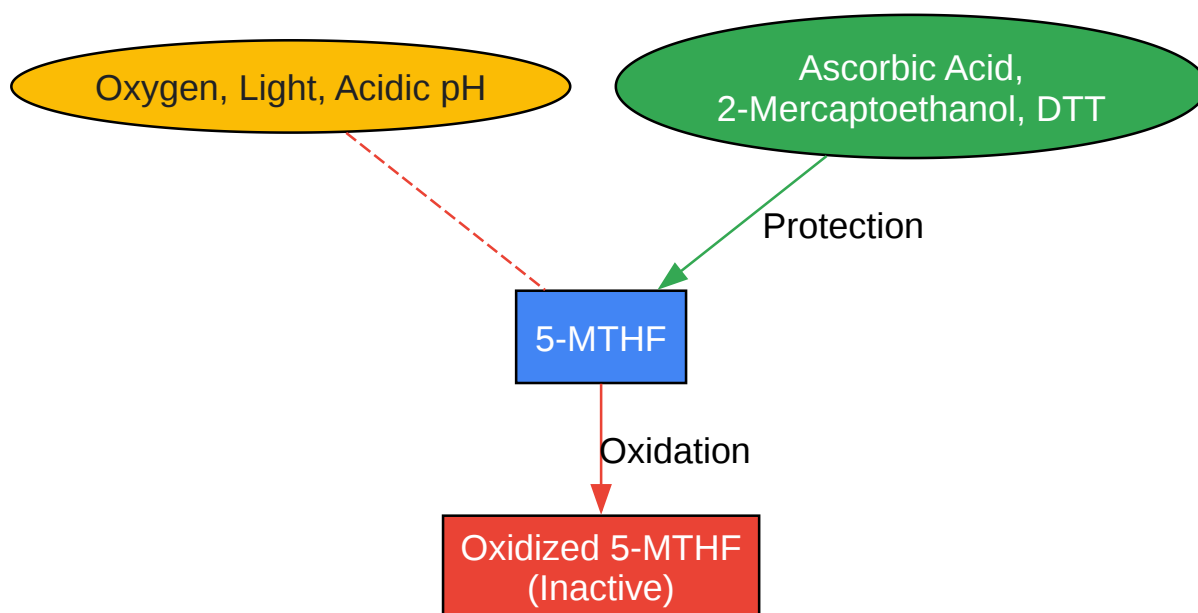 Oxygen, Light, Acidic pH
Ascorbic Acid,
2-Mercaptoethanol, DTT
Protection
5-MTHF
Oxidation
Oxidized 5-MTHF
(Inactive)